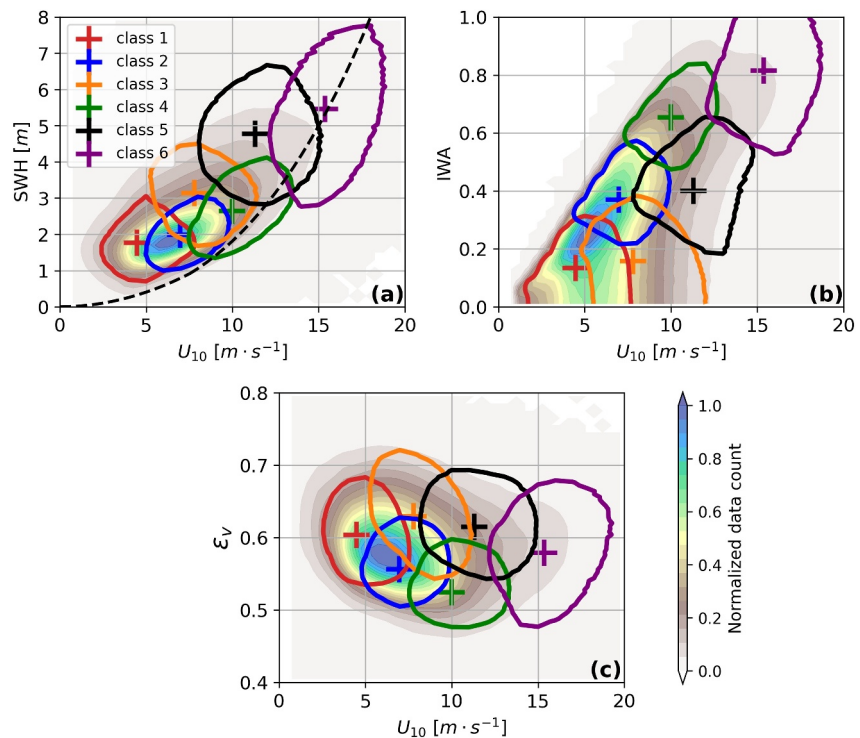 8
7
6
5
4
3
2
1
0
SWH [m]
class 1
class 2
class 3
class 4
class 5
class 6
(a)
0 5 10 15 20
U₁₀ [m · s⁻¹]
1.0
0.8
0.6
0.4
0.2
0.0
IWA
(b)
0 5 10 15 20
U₁₀ [m · s⁻¹]
0.8
0.7
0.6
0.5
0.4
εᵥ
(c)
0 5 10 15 20
U₁₀ [m · s⁻¹]
1.0
0.8
0.6
0.4
0.2
0.0
Normalized data count